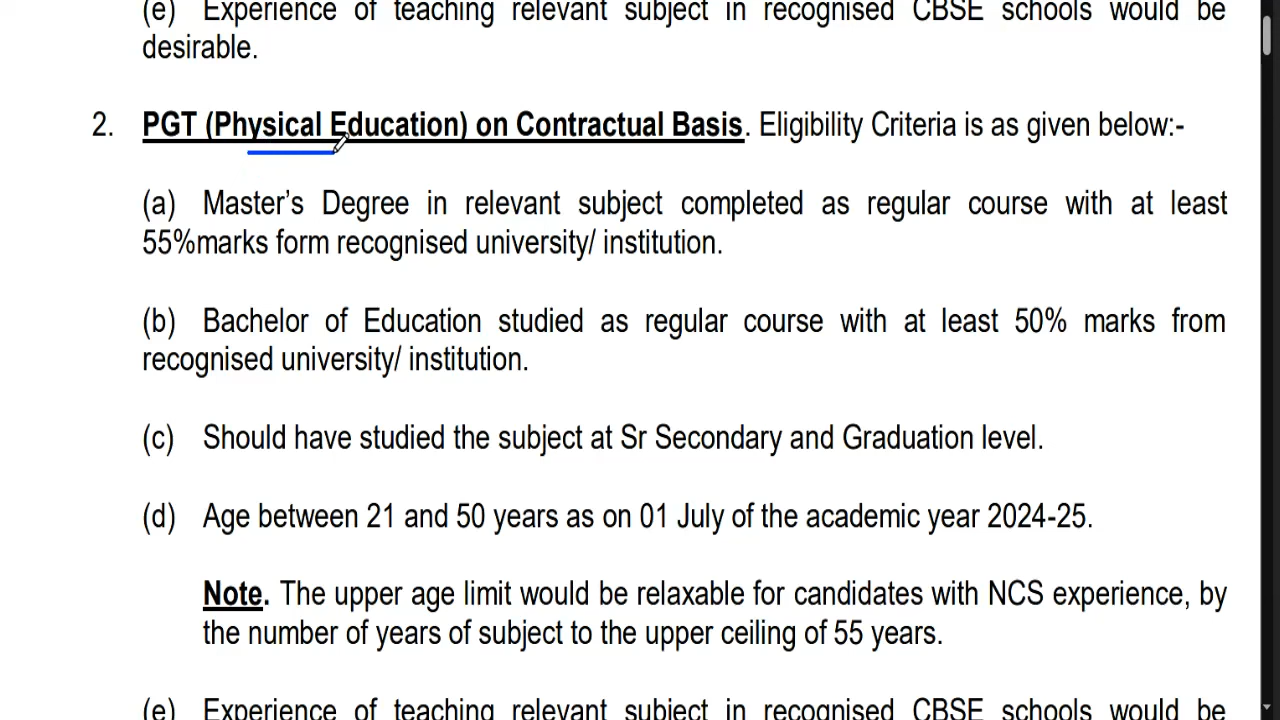 (e) Experience of teaching relevant subject in recognised CBSE schools would be
desirable.
2. PGT (Physical Education) on Contractual Basis. Eligibility Criteria is as given below:-
(a) Master’s Degree in relevant subject completed as regular course with at least
55%marks form recognised university/ institution.
(b) Bachelor of Education studied as regular course with at least 50% marks from
recognised university/ institution.
(c) Should have studied the subject at Sr Secondary and Graduation level.
(d) Age between 21 and 50 years as on 01 July of the academic year 2024-25.
Note. The upper age limit would be relaxable for candidates with NCS experience, by
the number of years of subject to the upper ceiling of 55 years.
(e) Experience of teaching relevant subject in recognised CBSE schools would be